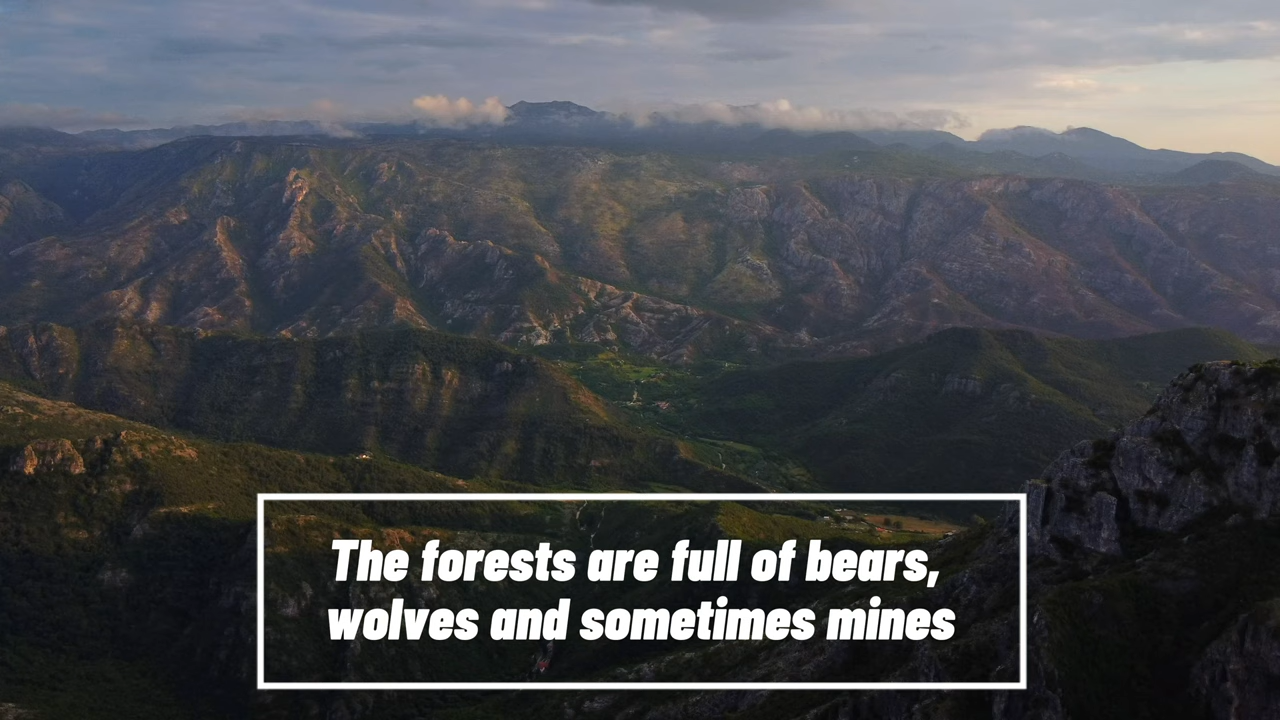 The forests are full of bears,
wolves and sometimes mines